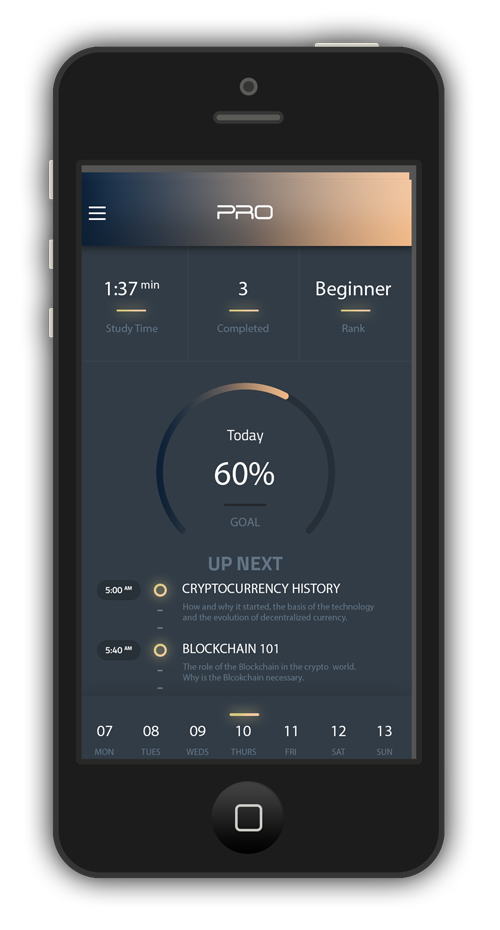 PRO
1:37 min 3 Beginner
Study Time Completed Rank
Today
60%
GOAL
UP NEXT
5:00 AM CRYPTOCURRENCY HISTORY
How and why it started, the basis of the technology
and the evolution of decentralized currency.
5:40 AM BLOCKCHAIN 101
The role of the Blockchain in the crypto world.
Why is the Blcokchain necessary.
07 08 09 10 11 12 13
MON TUES WEDS THURS FRI SAT SUN